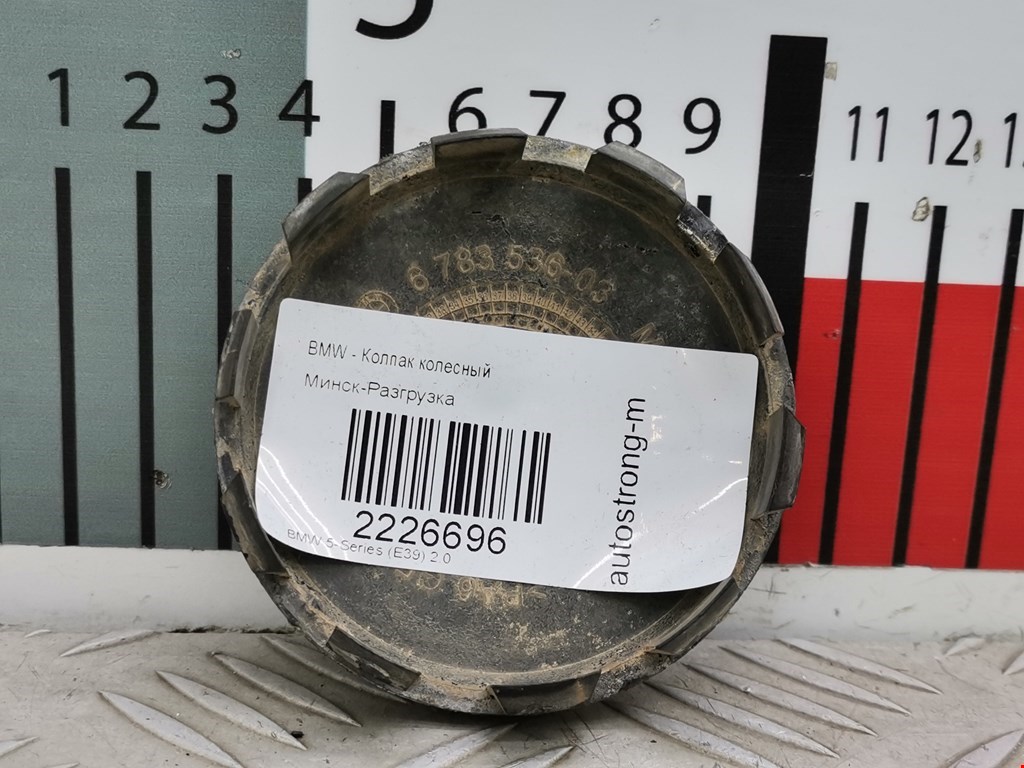 1 2 3 4 6 7 8 9 11 12
6 783 536-03
BMW - Колпак колесный
Минск-Разгрузка
2226696
BMW 5-Series (E39) 2.0
autostrong-m